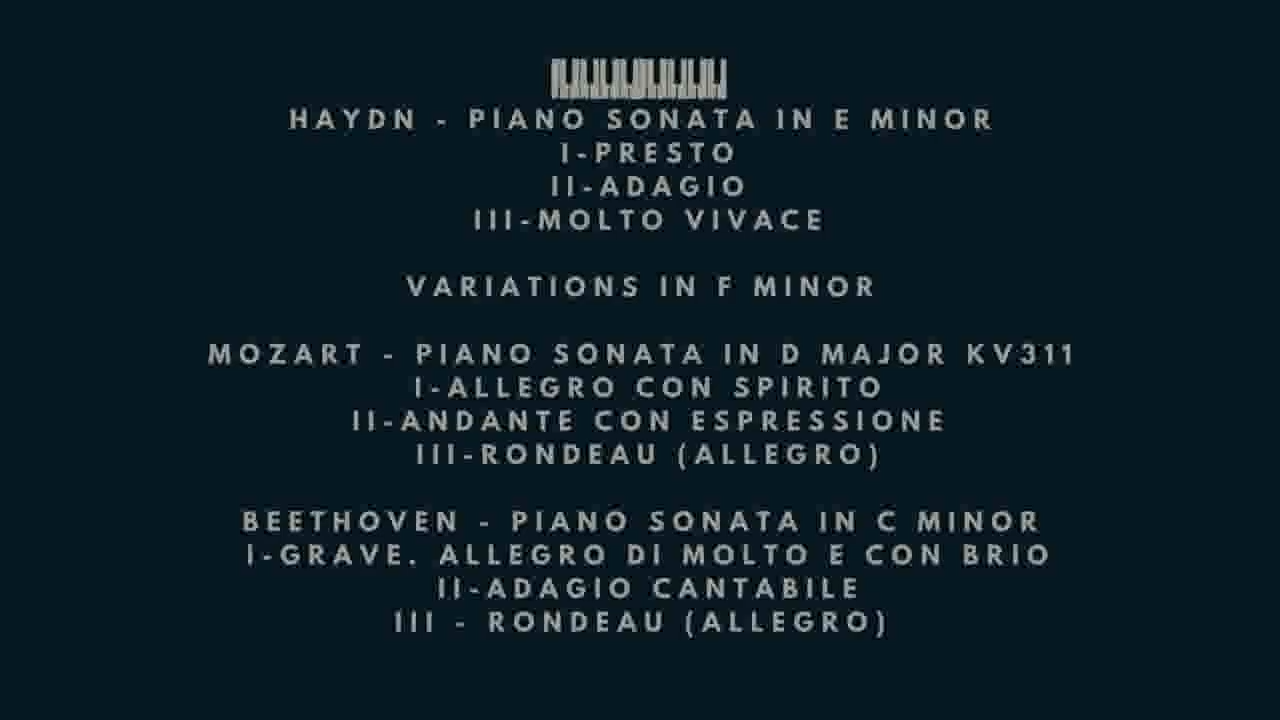 HAYDN - PIANO SONATA IN E MINOR
I-PRESTO
II-ADAGIO
III-MOLTO VIVACE
VARIATIONS IN F MINOR
MOZART - PIANO SONATA IN D MAJOR KV311
I-ALLEGRO CON SPIRITO
II-ANDANTE CON ESPRESSIONE
III-RONDEAU (ALLEGRO)
BEETHOVEN - PIANO SONATA IN C MINOR
I-GRAVE. ALLEGRO DI MOLTO E CON BRIO
II-ADAGIO CANTABILE
III - RONDEAU (ALLEGRO)